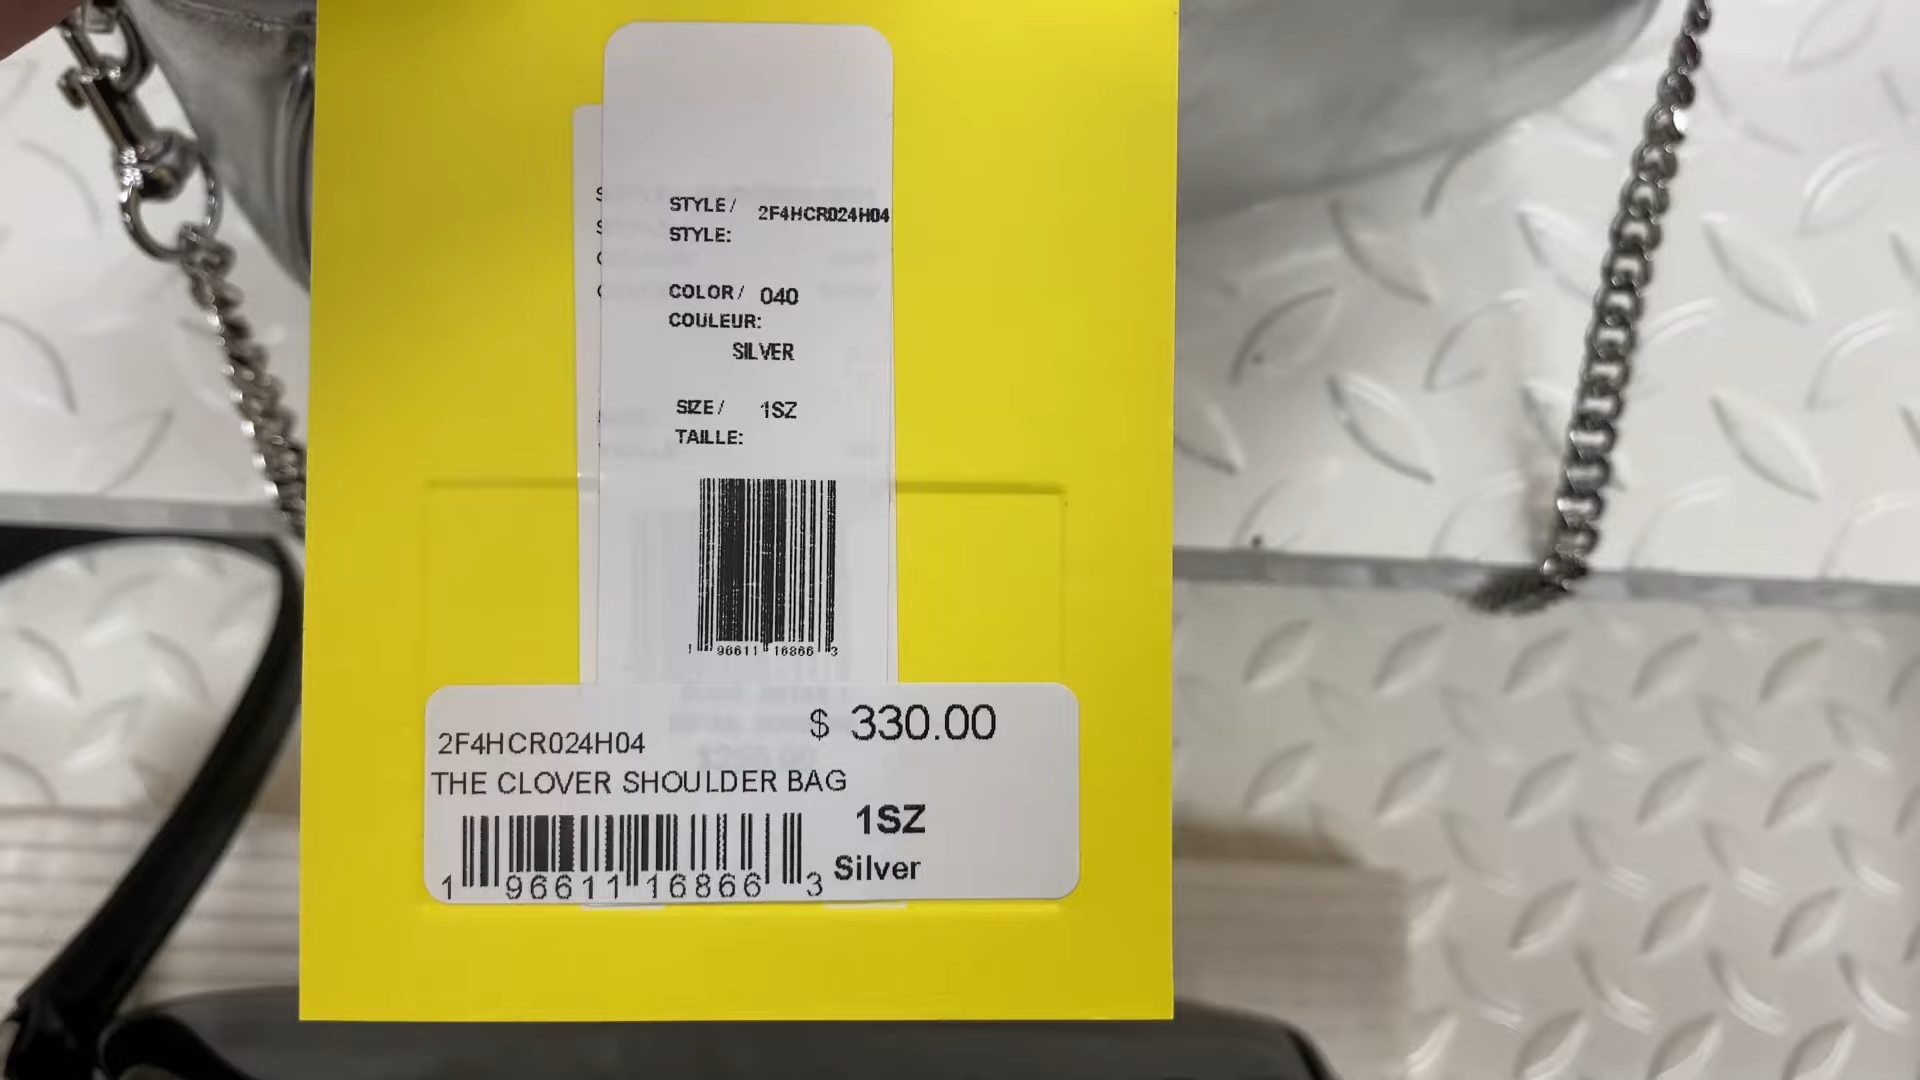 STYLE/ 2F4HCR024H04
STYLE:
COLOR/ 040
COULEUR:
SILVER
SIZE/ 1SZ
TAILLE:
1 96611 16866 3
$ 330.00
2F4HCR024H04
THE CLOVER SHOULDER BAG
1SZ
Silver
1 96611 16866 3